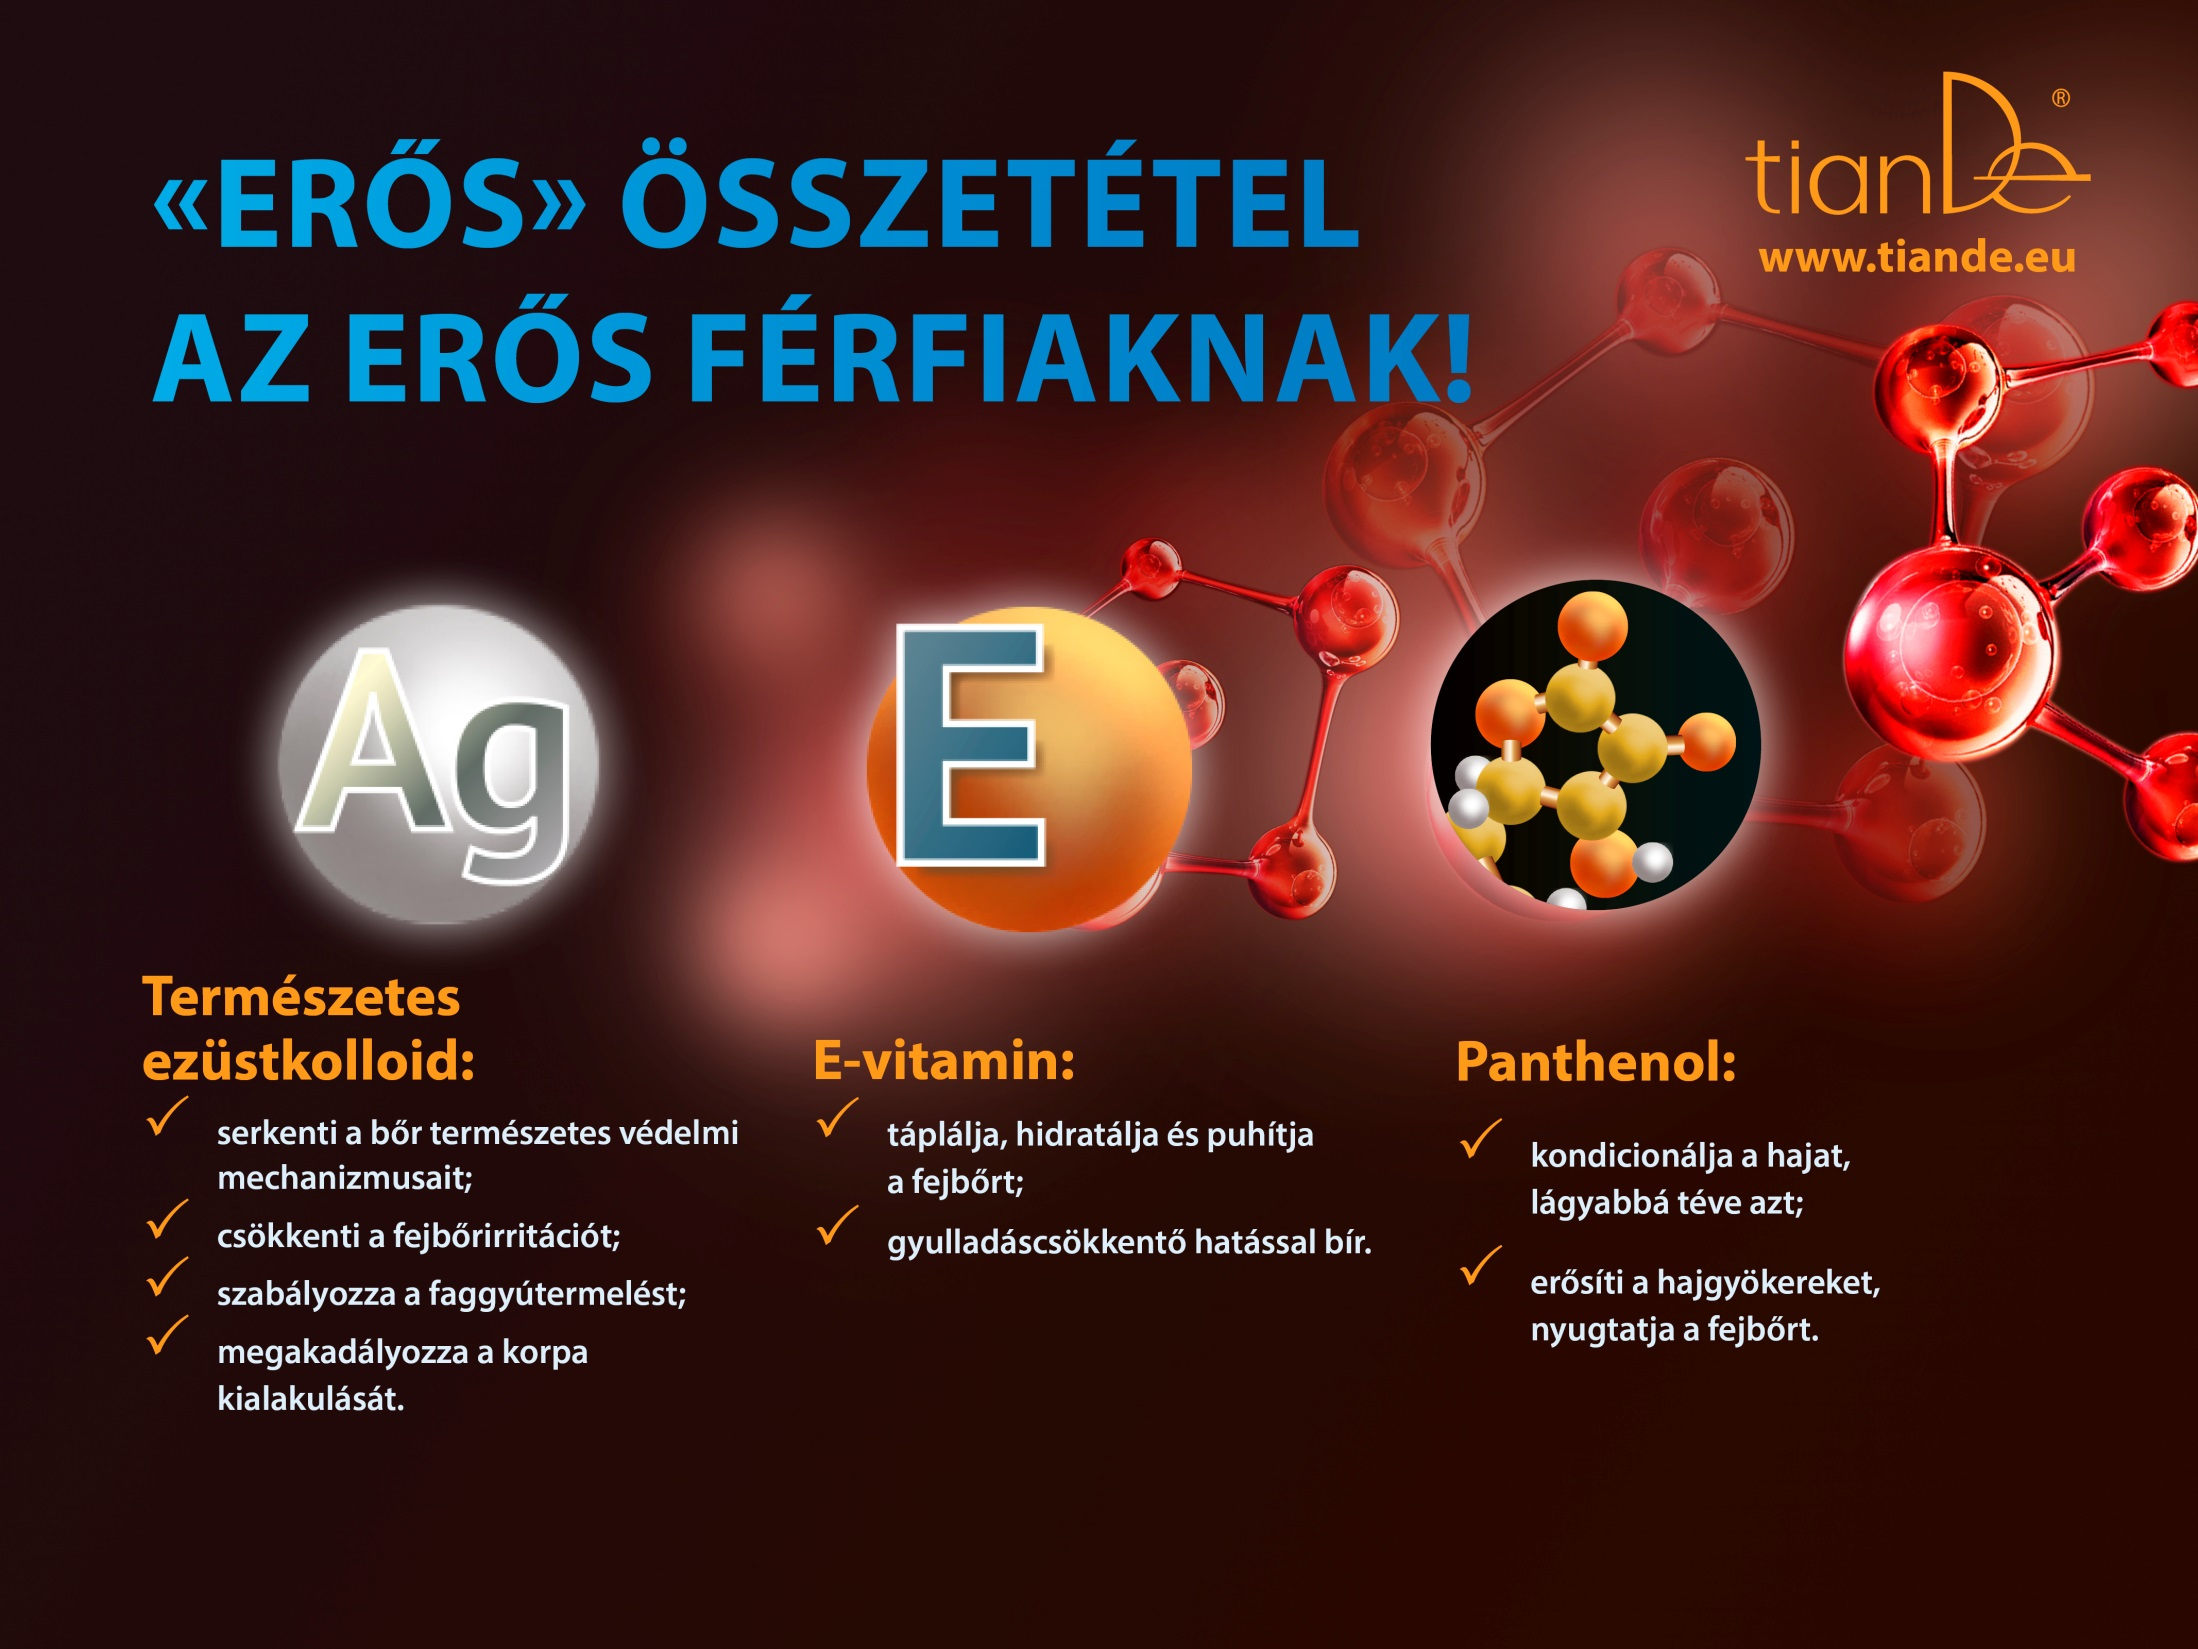 «ERŐS» ÖSSZETÉTEL
AZ ERŐS FÉRFIAKNAK!
tianDe®
www.tiande.eu
Ag
Természetes
ezüstkolloid:
✓ serkenti a bőr természetes védelmi
mechanizmusait;
✓ csökkenti a fejbőrirritációt;
✓ szabályozza a faggyútermelést;
✓ megakadályozza a korpa
kialakulását.
E
E-vitamin:
✓ táplálja, hidratálja és puhítja
a fejbőrt;
✓ gyulladáscsökkentő hatással bír.
Panthenol:
✓ kondicionálja a hajat,
lágyabbá téve azt;
✓ erősíti a hajgyökereket,
nyugtatja a fejbőrt.